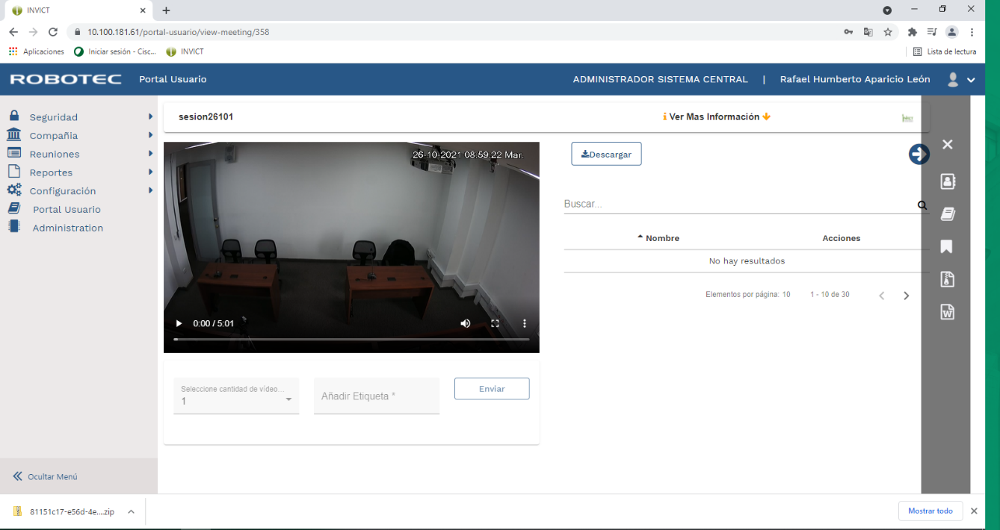 INVICT
10.100.181.61/portal-usuario/view-meeting/358
Aplicaciones
Iniciar sesión - Cisc...
INVICT
Lista de lectura
ROBOTEC
Portal Usuario
ADMINISTRADOR SISTEMA CENTRAL | Rafael Humberto Aparicio León
Seguridad
Compañia
Reuniones
Reportes
Configuración
Portal Usuario
Administration
Ocultar Menú
sesion26101
Ver Mas Información
26-10-2021 08:59:22 Mar.
0:00 / 5:01
Seleccione cantidad de vídeo...
1
Añadir Etiqueta *
Enviar
Descargar
Buscar...
Nombre
Acciones
No hay resultados
Elementos por página: 10
1 - 10 de 30
81151c17-e56d-4e....zip
Mostrar todo